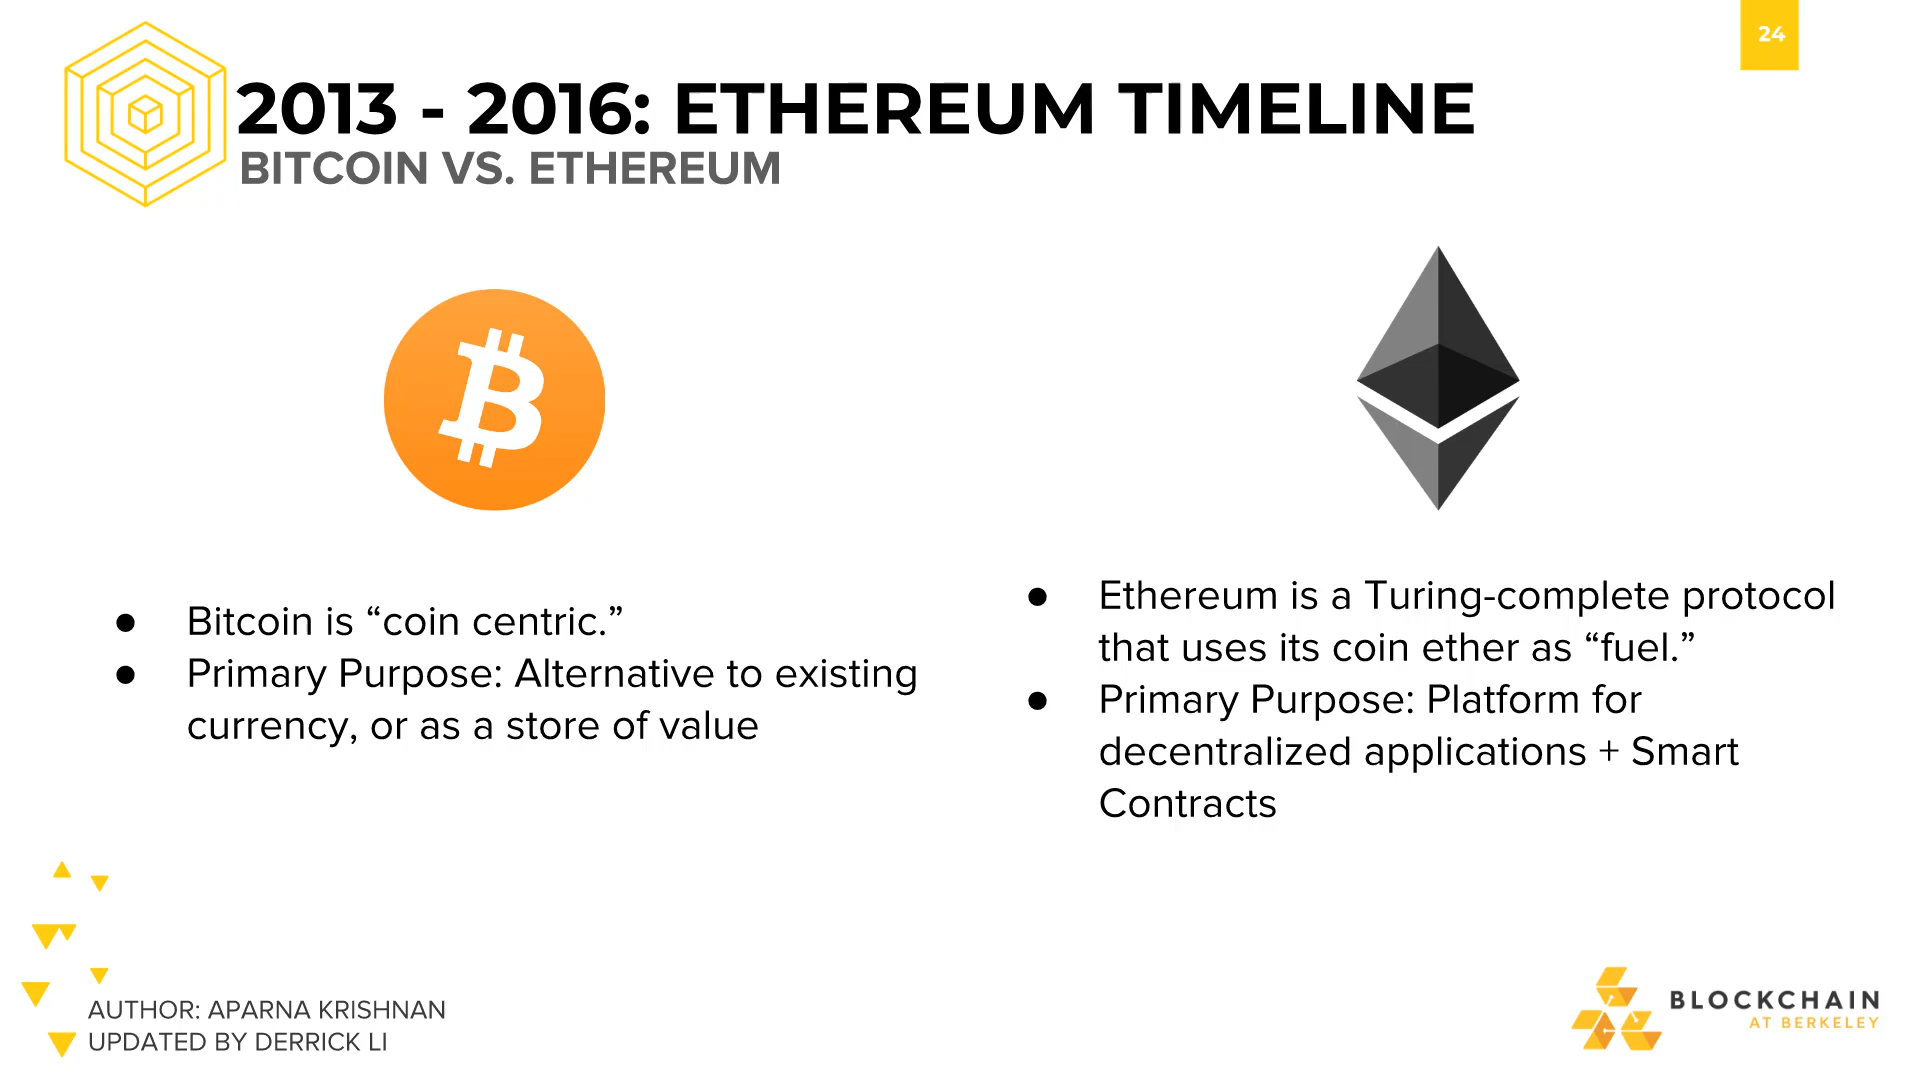 24
2013 - 2016: ETHEREUM TIMELINE
BITCOIN VS. ETHEREUM
● Bitcoin is “coin centric.”
● Primary Purpose: Alternative to existing
currency, or as a store of value
● Ethereum is a Turing-complete protocol
that uses its coin ether as “fuel.”
● Primary Purpose: Platform for
decentralized applications + Smart
Contracts
AUTHOR: APARNA KRISHNAN
UPDATED BY DERRICK LI
BLOCKCHAIN
AT BERKELEY